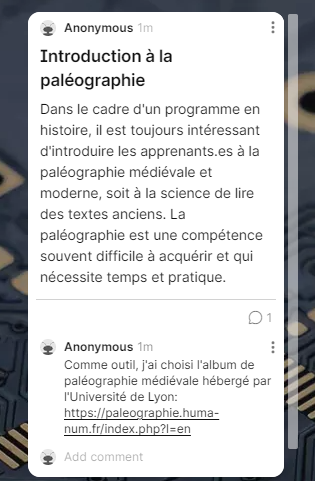 Anonymous 1m
Introduction à la
paléographie
Dans le cadre d'un programme en
histoire, il est toujours intéressant
d'introduire les apprenants.es à la
paléographie médiévale et
moderne, soit à la science de lire
des textes anciens. La
paléographie est une compétence
souvent difficile à acquérir et qui
nécessite temps et pratique.
1
Anonymous 1m
Comme outil, j'ai choisi l'album de
paléographie médiévale hébergé par
l'Université de Lyon:
https://paleographie.huma-
num.fr/index.php?l=en
Add comment